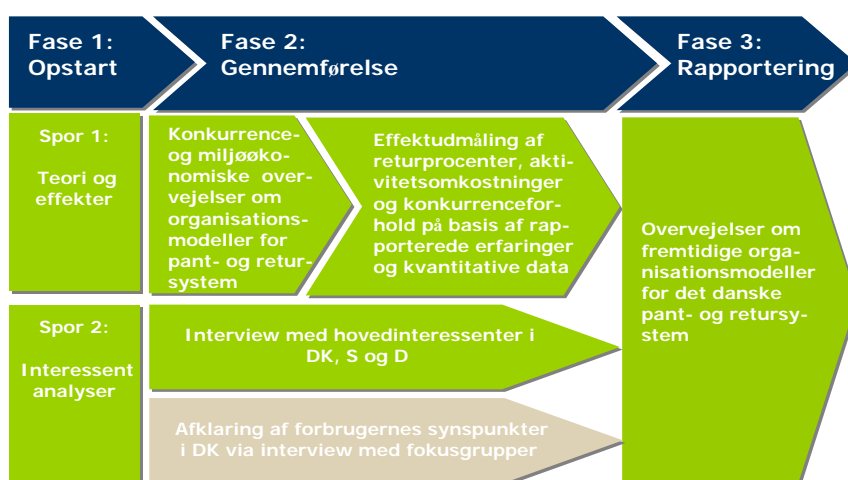 Fase 1:
Opstart
Fase 2:
Gennemførelse
Fase 3:
Rapportering
Spor 1:
Teori og
effekter
Konkurrence-
og miljøøko-
nomiske over-
vejelser om
organisations-
modeller for
pant- og retur-
system
Effektudmåling af
returprocenter, akti-
vitetsomkostninger
og konkurrencefor-
hold på basis af rap-
porterede erfaringer
og kvantitative data
Overvejelser om
fremtidige orga-
nisationsmodeller
for det danske
pant- og retursy-
stem
Spor 2:
Interessent
analyser
Interview med hovedinteressenter i
DK, S og D
Afklaring af forbrugernes synspunkter
i DK via interview med fokusgrupper